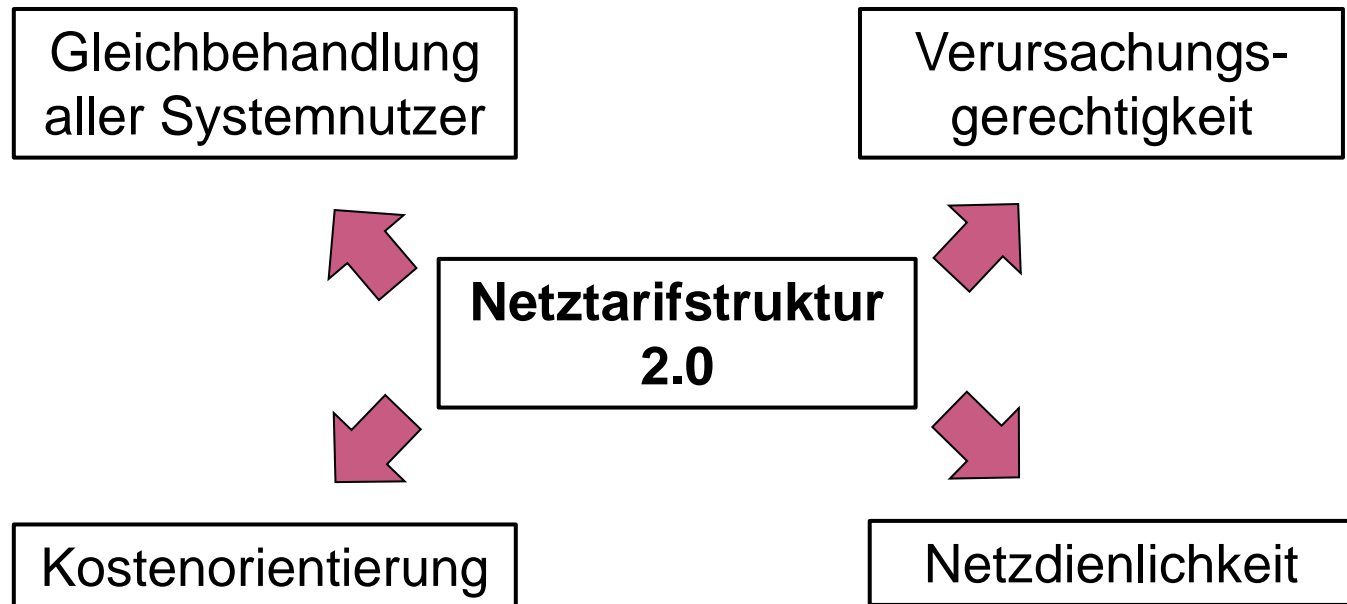 Gleichbehandlung
aller Systemnutzer
Verursachungs-
gerechtigkeit
Netztarifstruktur
2.0
Kostenorientierung
Netzdienlichkeit